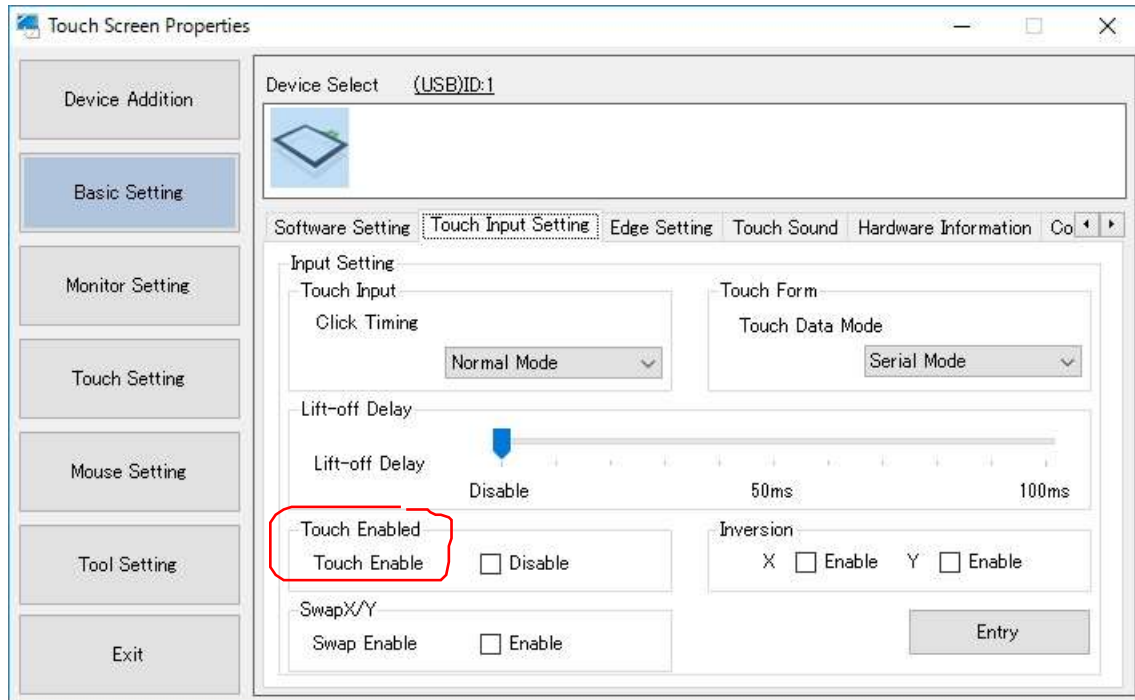 Touch Screen Properties
Device Addition
Basic Setting
Monitor Setting
Touch Setting
Mouse Setting
Tool Setting
Exit
Device Select (USB)ID:1
Software Setting Touch Input Setting Edge Setting Touch Sound Hardware Information Co
Input Setting
Touch Input
Click Timing
Normal Mode
Touch Form
Touch Data Mode
Serial Mode
Lift-off Delay
Lift-off Delay
Disable 50ms 100ms
Touch Enabled
Touch Enable Disable
Inversion
X Enable Y Enable
SwapX/Y
Swap Enable Enable
Entry